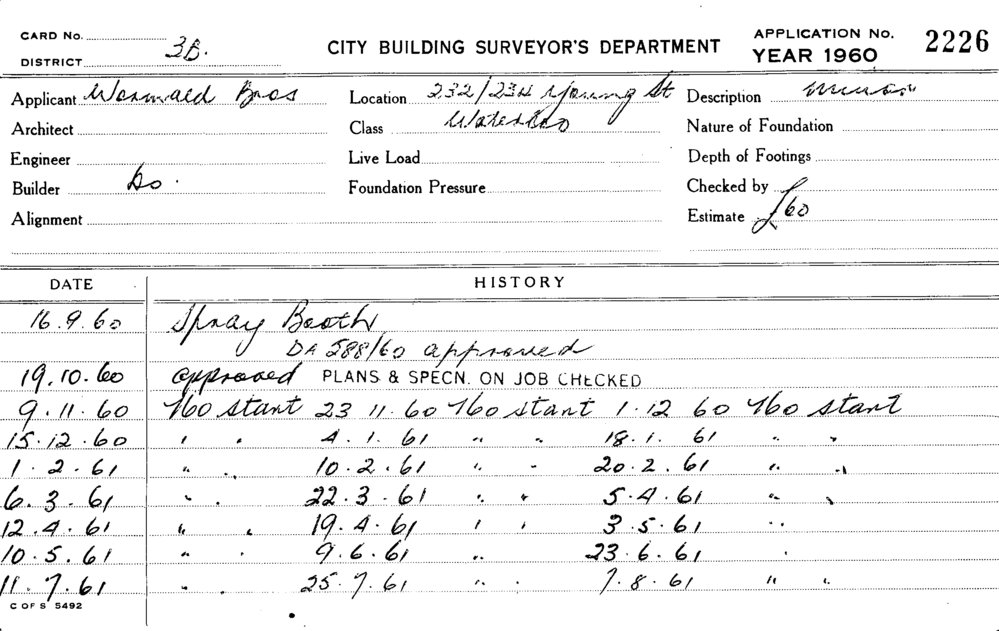 CARD No.
DISTRICT 3B.
CITY BUILDING SURVEYOR'S DEPARTMENT
APPLICATION No. 2226
YEAR 1960
Applicant Wormald Bros Location 232/234 Young St Description minor
Architect Class Waterloo Nature of Foundation
Engineer Live Load Depth of Footings
Builder Do. Foundation Pressure Checked by
Alignment Estimate £60
DATE HISTORY
16.9.60 Spray Booth
DA 588/60 approved
19.10.60 approved PLANS & SPECN. ON JOB CHECKED
9.11.60 No start 23 11.60 No start 1.12 60 No start
15.12.60 " " 4.1.61 " " 18.1.61 " "
1.2.61 " " 10.2.61 " " 20.2.61 " "
6.3.61 " " 22.3.61 " " 5.4.61 " "
12.4.61 " " 19.4.61 " " 3.5.61 " "
10.5.61 " " 9.6.61 " 23.6.61 "
11.7.61 " " 25.7.61 " " 7.8.61 " "
C OF S 5492